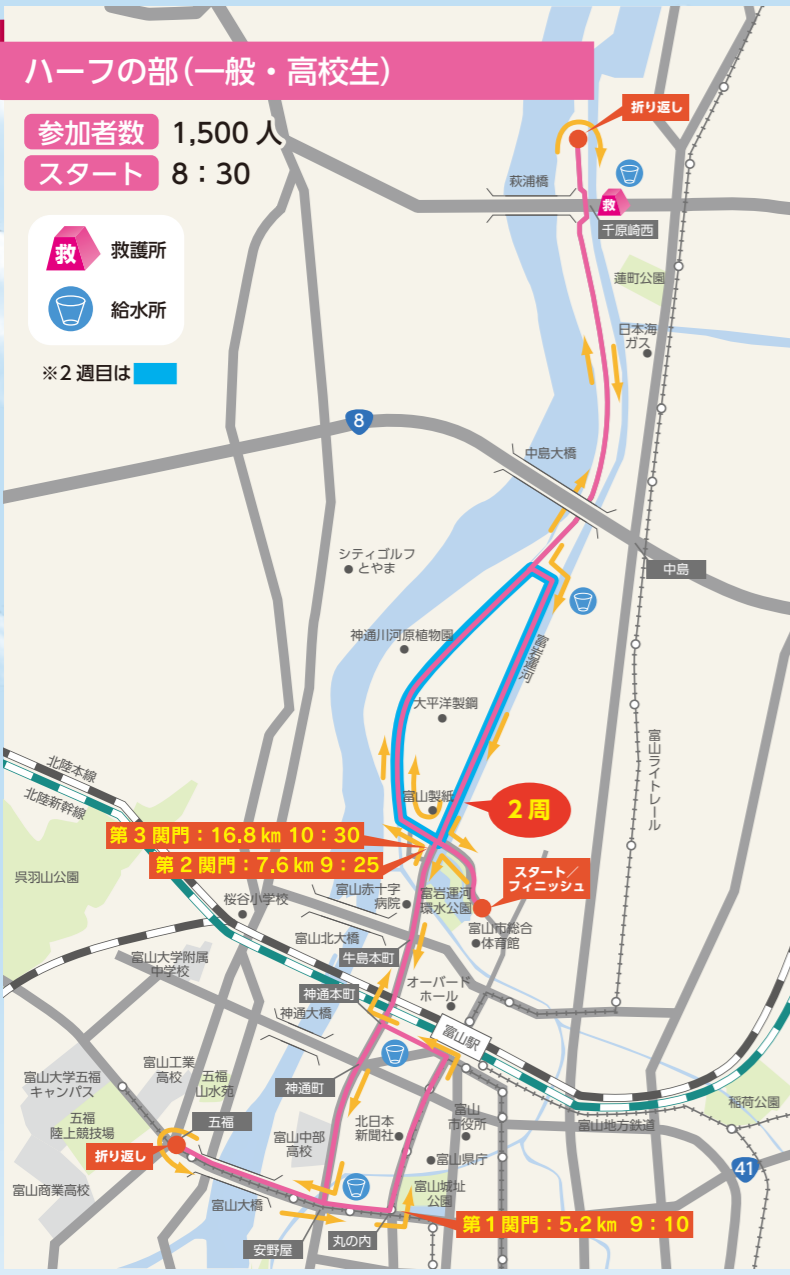 ハーフの部(一般・高校生)
参加者数 1,500 人
スタート 8：30
救 救護所
給水所
※2 週目は
折り返し
萩浦橋
救
千原崎西
蓮町公園
日本海
ガス
8
中島大橋
中島
シティゴルフ
とやま
神通川河原植物園
富岩運河
大平洋製鋼
富山ライトレール
北陸本線
北陸新幹線
富山製紙
2 周
第 3 関門：16.8 km 10：30
第 2 関門：7.6 km 9：25
スタート／
フィニッシュ
呉羽山公園
桜谷小学校
富山赤十字
病院
富岩運河
環水公園
富山市総合
体育館
富山北大橋
牛島本町
富山大学附属
中学校
オーバード
ホール
神通本町
神通大橋
富山駅
富山大学五福
キャンパス
富山工業
高校
五福
山水苑
神通町
稲荷公園
五福
陸上競技場
五福
富山中部
高校
北日本
新聞社
富山
市役所
富山地方鉄道
折り返し
富山県庁
41
富山商業高校
富山大橋
富山城址
公園
安野屋
丸の内
第 1 関門：5.2 km 9：10